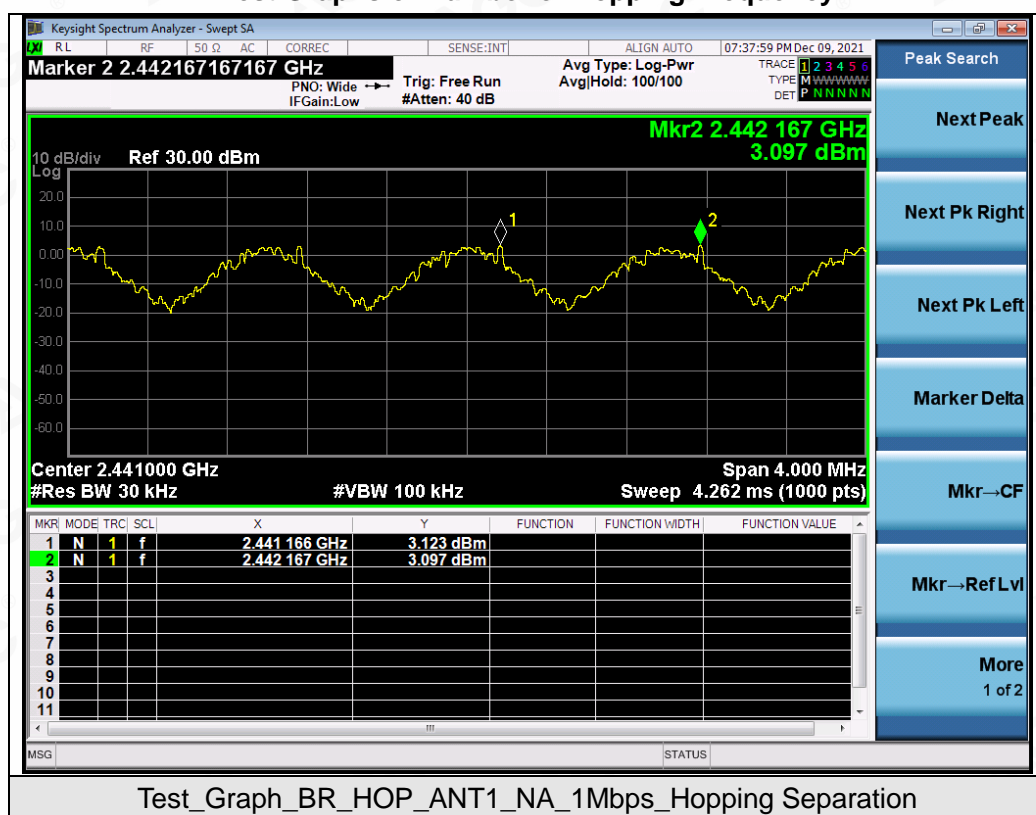 Keysight Spectrum Analyzer - Swept SA
LXI RL RF 50 Ω AC CORREC SENSE:INT ALIGN AUTO 07:37:59 PM Dec 09, 2021
Marker 2 2.442167167167 GHz
PNO: Wide
IFGain:Low
Trig: Free Run
#Atten: 40 dB
Avg Type: Log-Pwr
Avg|Hold: 100/100
TRACE 1 2 3 4 5 6
TYPE M WWWWW
DET P N N N N N
Peak Search
Next Peak
Next Pk Right
Next Pk Left
Marker Delta
Mkr→CF
Mkr→Ref Lvl
More
1 of 2
Mkr2 2.442 167 GHz
3.097 dBm
10 dB/div Ref 30.00 dBm
Log
20.0
10.0
0.00
-10.0
-20.0
-30.0
-40.0
-50.0
-60.0
1
2
Center 2.441000 GHz Span 4.000 MHz
#Res BW 30 kHz #VBW 100 kHz Sweep 4.262 ms (1000 pts)
MKR MODE TRC SCL X Y FUNCTION FUNCTION WIDTH FUNCTION VALUE
1 N 1 f 2.441 166 GHz 3.123 dBm
2 N 1 f 2.442 167 GHz 3.097 dBm
3
4
5
6
7
8
9
10
11
MSG STATUS
Test_Graph_BR_HOP_ANT1_NA_1Mbps_Hopping Separation